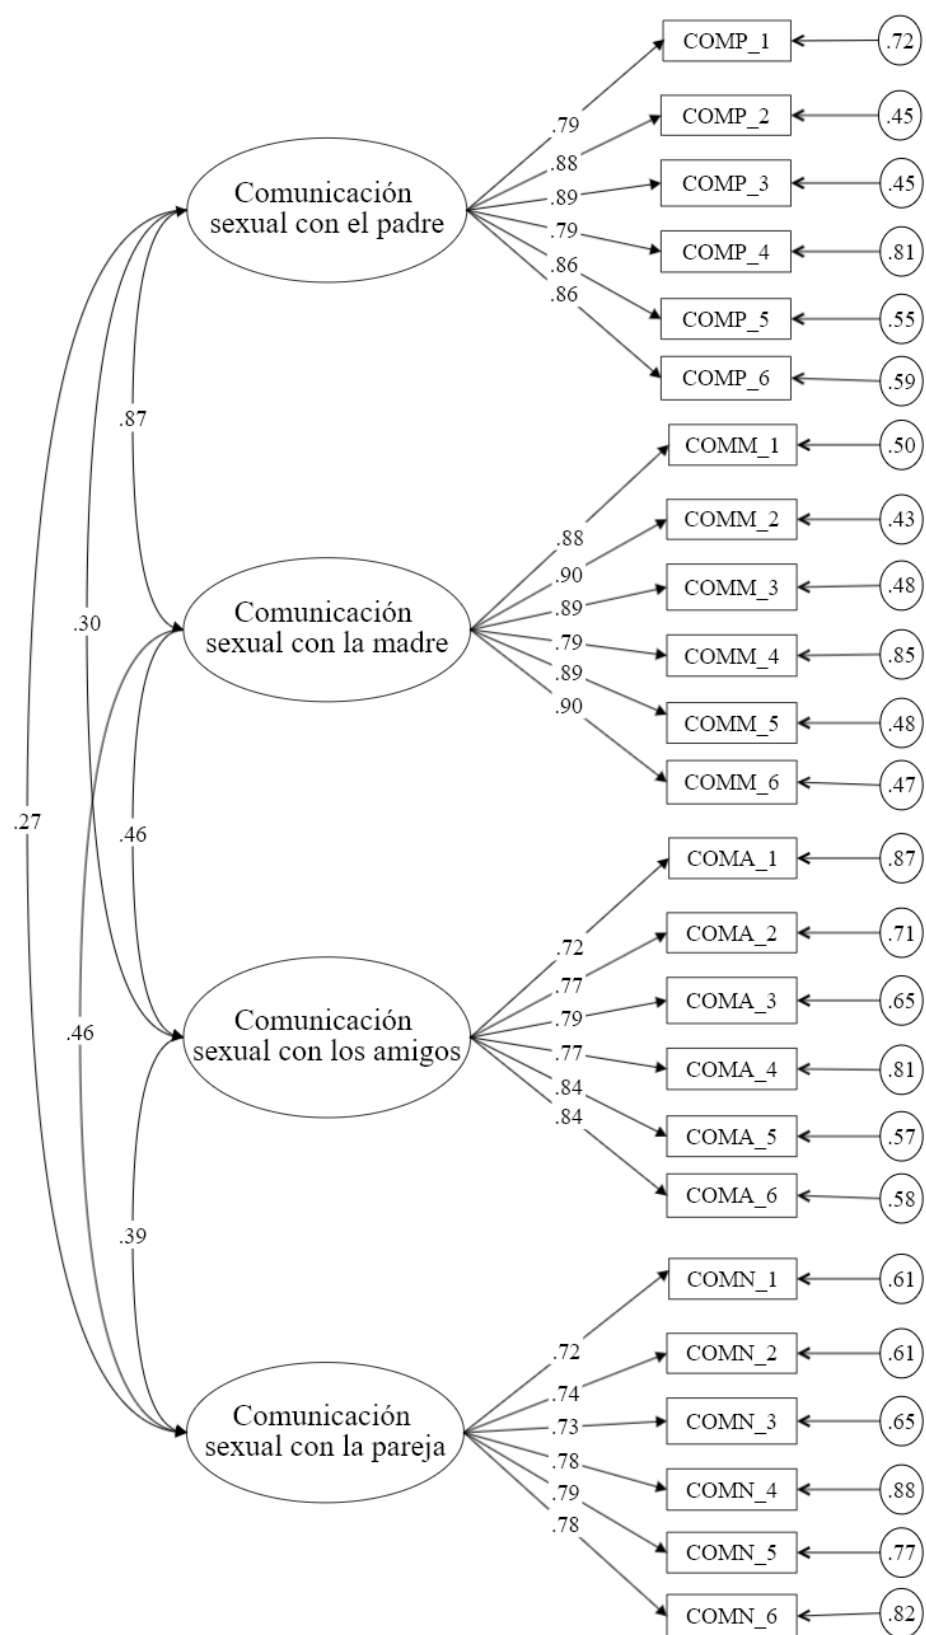 COMP_1
.72
.79
COMP_2
.45
.88
COMP_3
.45
.89
Comunicación
sexual con el padre
.79
COMP_4
.81
.86
COMP_5
.55
.86
COMP_6
.59
.87
COMM_1
.50
.88
COMM_2
.43
.90
COMM_3
.48
.89
Comunicación
sexual con la madre
.30
.79
COMM_4
.85
.89
COMM_5
.48
.90
COMM_6
.47
.27
.46
COMA_1
.87
.72
COMA_2
.71
.77
COMA_3
.65
.79
Comunicación
sexual con los amigos
.46
.77
COMA_4
.81
.84
COMA_5
.57
.84
COMA_6
.58
.39
COMN_1
.61
.72
COMN_2
.61
.74
COMN_3
.65
.73
Comunicación
sexual con la pareja
.78
COMN_4
.88
.79
COMN_5
.77
.78
COMN_6
.82